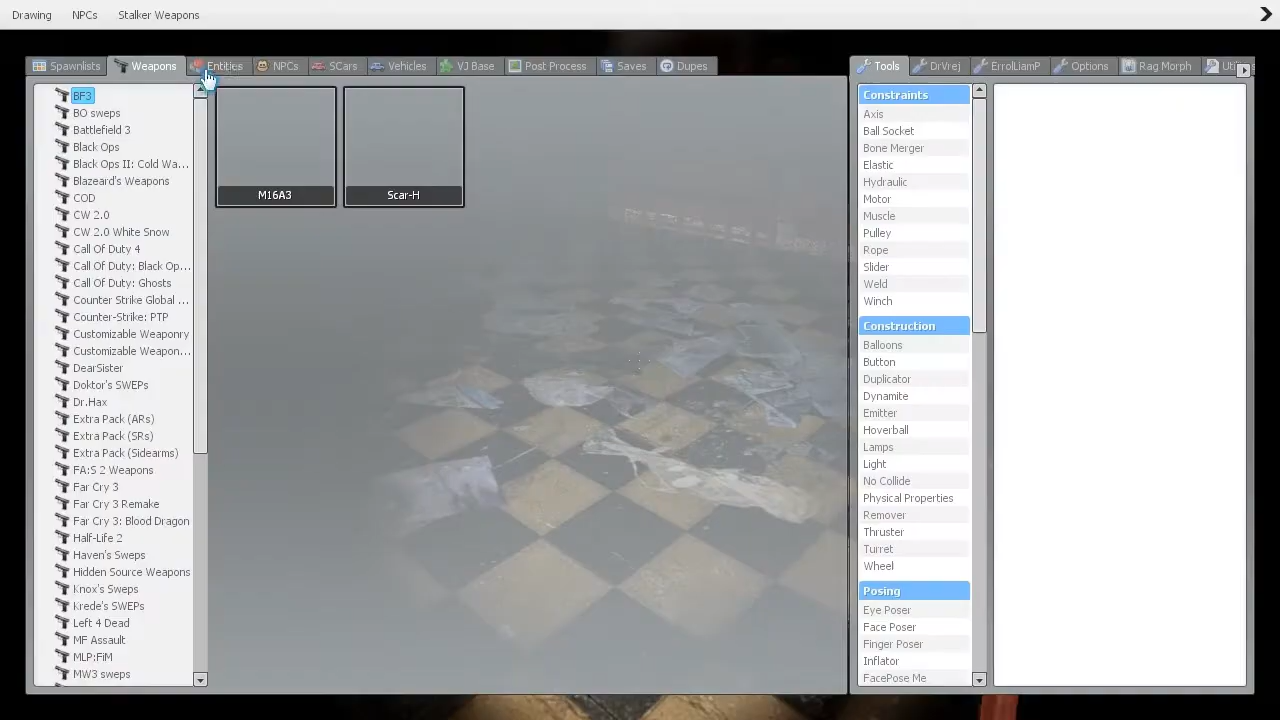 Drawing NPCs Stalker Weapons
Spawnlists Weapons Entities NPCs SCars Vehicles VJ Base Post Process Saves Dupes
BF3
BO sweps
Battlefield 3
Black Ops
Black Ops II: Cold Wa...
Blazeard's Weapons
COD
CW 2.0
CW 2.0 White Snow
Call Of Duty 4
Call Of Duty: Black Op...
Call Of Duty: Ghosts
Counter Strike Global ...
Counter-Strike: PTP
Customizable Weaponry
Customizable Weapon...
DearSister
Doktor's SWEPs
Dr.Hax
Extra Pack (ARs)
Extra Pack (SRs)
Extra Pack (Sidearms)
FA:S 2 Weapons
Far Cry 3
Far Cry 3 Remake
Far Cry 3: Blood Dragon
Half-Life 2
Haven's Sweps
Hidden Source Weapons
Knox's Sweps
Krede's SWEPs
Left 4 Dead
MF Assault
MLP:FiM
MW3 sweps
M16A3 Scar-H
Tools DrVrej ErrolLiamP Options Rag Morph
Constraints
Axis
Ball Socket
Bone Merger
Elastic
Hydraulic
Motor
Muscle
Pulley
Rope
Slider
Weld
Winch
Construction
Balloons
Button
Duplicator
Dynamite
Emitter
Hoverball
Lamps
Light
No Collide
Physical Properties
Remover
Thruster
Turret
Wheel
Posing
Eye Poser
Face Poser
Finger Poser
Inflator
FacePose Me